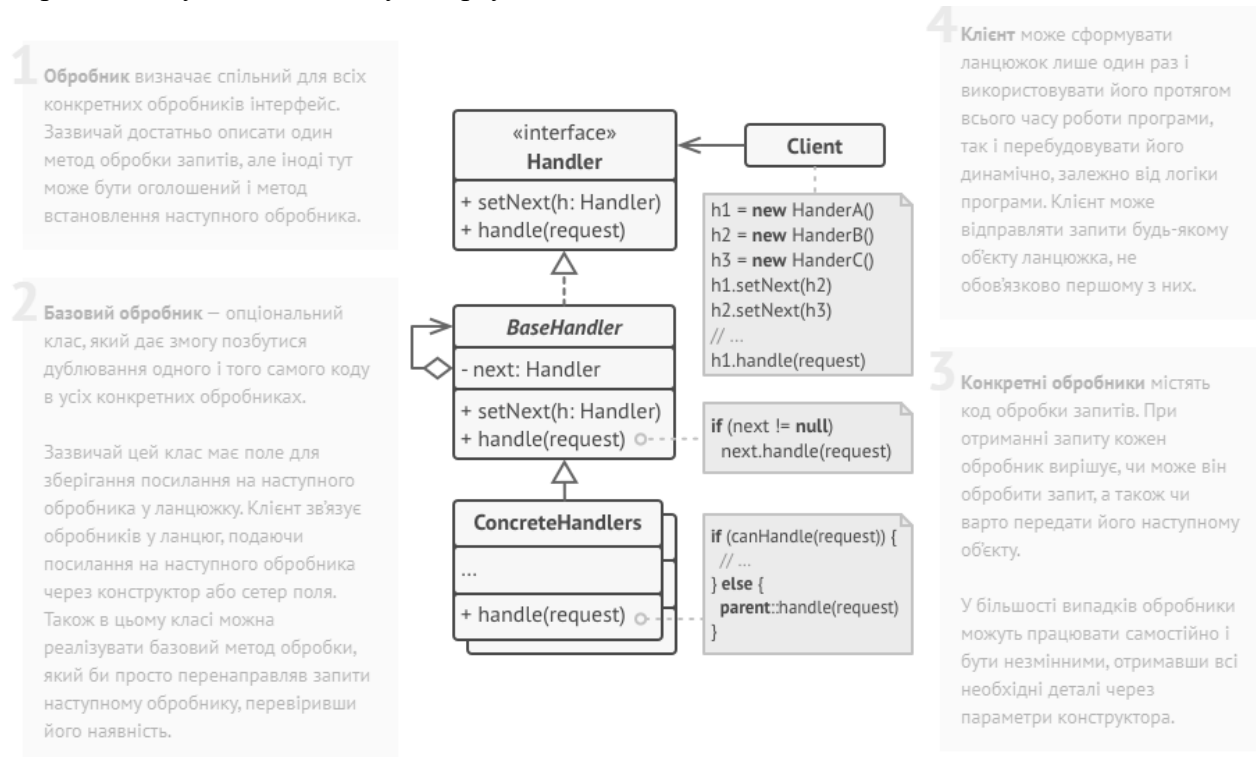 1
Обробник визначає спільний для всіх
конкретних обробників інтерфейс.
Зазвичай достатньо описати один
метод обробки запитів, але іноді тут
може бути оголошений і метод
встановлення наступного обробника.
2
Базовий обробник — опціональний
клас, який дає змогу позбутися
дублювання одного і того самого коду
в усіх конкретних обробниках.
Зазвичай цей клас має поле для
зберігання посилання на наступного
обробника у ланцюжку. Клієнт зв'язує
обробників у ланцюг, подаючи
посилання на наступного обробника
через конструктор або сетер поля.
Також в цьому класі можна
реалізувати базовий метод обробки,
який би просто перенаправляв запити
наступному обробнику, перевіривши
його наявність.
«interface»
Handler
+ setNext(h: Handler)
+ handle(request)
BaseHandler
- next: Handler
+ setNext(h: Handler)
+ handle(request)
ConcreteHandlers
...
+ handle(request)
Client
h1 = new HanderA()
h2 = new HanderB()
h3 = new HanderC()
h1.setNext(h2)
h2.setNext(h3)
// ...
h1.handle(request)
if (next != null)
next.handle(request)
if (canHandle(request)) {
// ...
} else {
parent::handle(request)
}
4
Клієнт може сформувати
ланцюжок лише один раз і
використовувати його протягом
всього часу роботи програми,
так і перебудовувати його
динамічно, залежно від логіки
програми. Клієнт може
відправляти запити будь-якому
об'єкту ланцюжка, не
обов'язково першому з них.
3
Конкретні обробники містять
код обробки запитів. При
отриманні запиту кожен
обробник вирішує, чи може він
обробити запит, а також чи
варто передати його наступному
об'єкту.
У більшості випадків обробники
можуть працювати самостійно і
бути незмінними, отримавши всі
необхідні деталі через
параметри конструктора.